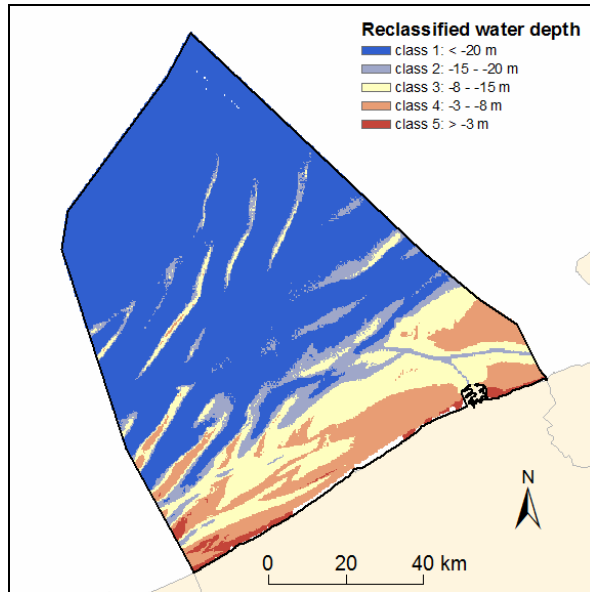 Reclassified water depth
class 1: < -20 m
class 2: -15 - -20 m
class 3: -8 - -15 m
class 4: -3 - -8 m
class 5: > -3 m
N
0 20 40 km